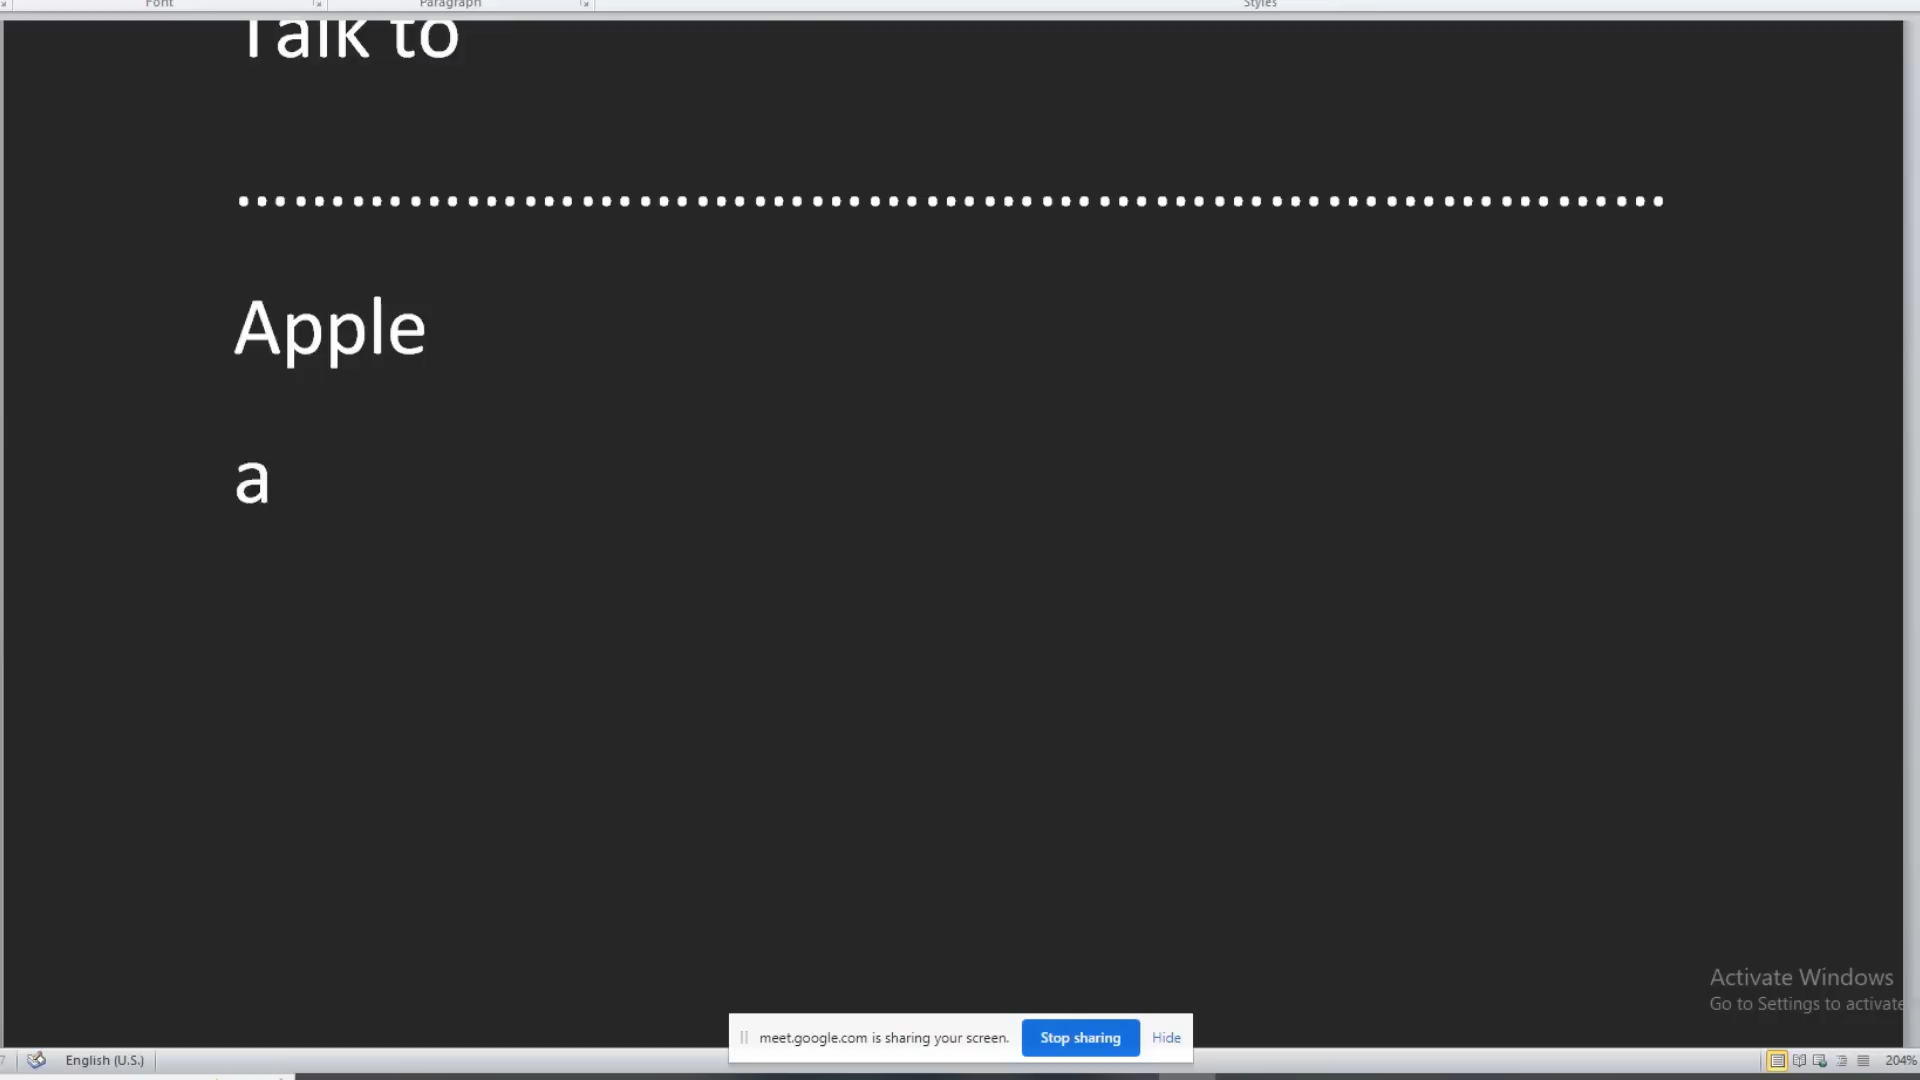 Font
Paragraph
Styles
Talk to
Apple
a
Activate Windows
Go to Settings to activate
meet.google.com is sharing your screen.
Stop sharing
Hide
English (U.S.)
204%